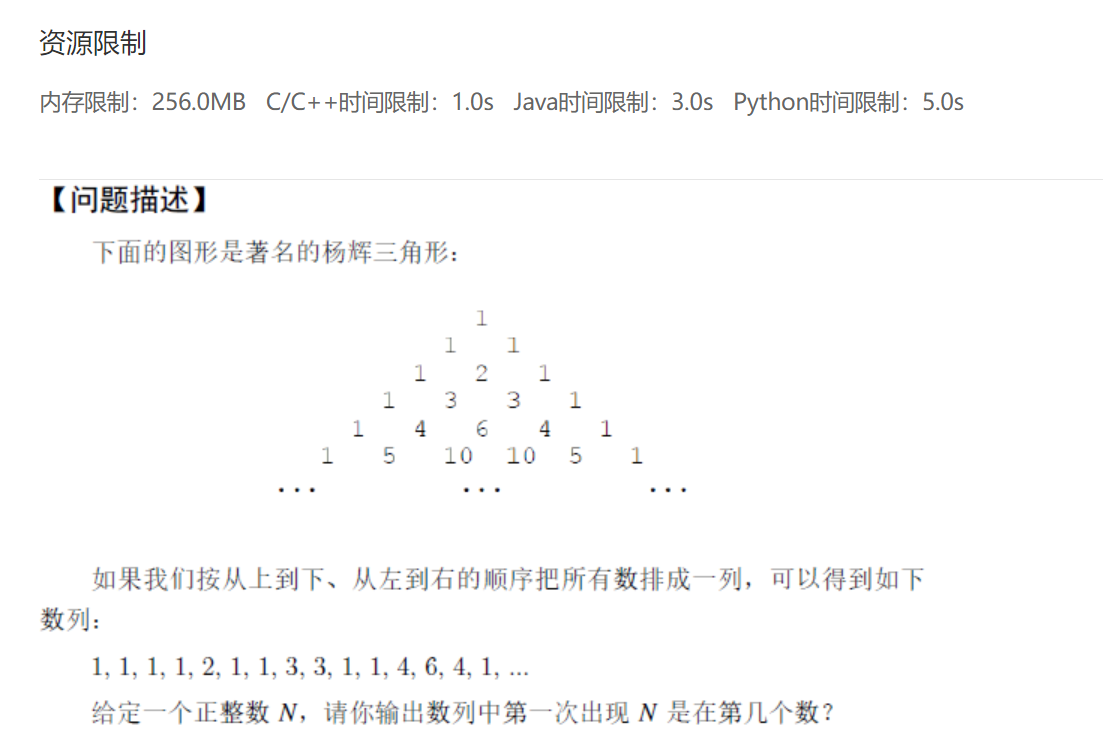 资源限制
内存限制：256.0MB C/C++时间限制：1.0s Java时间限制：3.0s Python时间限制：5.0s
【问题描述】
下面的图形是著名的杨辉三角形：
1
1 1
1 2 1
1 3 3 1
1 4 6 4 1
1 5 10 10 5 1
... ... ...
如果我们按从上到下、从左到右的顺序把所有数排成一列，可以得到如下
数列：
1, 1, 1, 1, 2, 1, 1, 3, 3, 1, 1, 4, 6, 4, 1, ...
给定一个正整数 N，请你输出数列中第一次出现 N 是在第几个数？